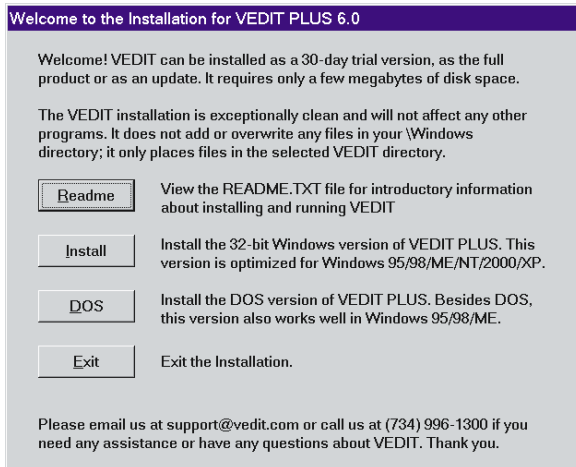 Welcome to the Installation for VEDIT PLUS 6.0
Welcome! VEDIT can be installed as a 30-day trial version, as the full
product or as an update. It requires only a few megabytes of disk space.
The VEDIT installation is exceptionally clean and will not affect any other
programs. It does not add or overwrite any files in your \Windows
directory; it only places files in the selected VEDIT directory.
Readme
View the README.TXT file for introductory information
about installing and running VEDIT
Install
Install the 32-bit Windows version of VEDIT PLUS. This
version is optimized for Windows 95/98/ME/NT/2000/XP.
DOS
Install the DOS version of VEDIT PLUS. Besides DOS,
this version also works well in Windows 95/98/ME.
Exit
Exit the Installation.
Please email us at support@vedit.com or call us at (734) 996-1300 if you
need any assistance or have any questions about VEDIT. Thank you.